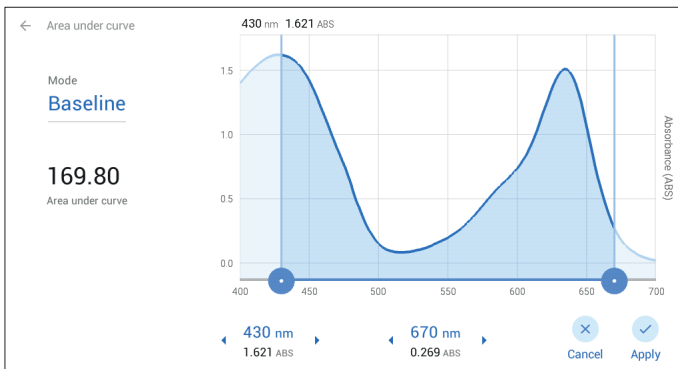 ← Area under curve
430 nm 1.621 ABS
Mode
Baseline
169.80
Area under curve
1.5
1.0
0.5
0.0
Absorbance (ABS)
400 450 500 550 600 650 700
430 nm
1.621 ABS
670 nm
0.269 ABS
Cancel
Apply